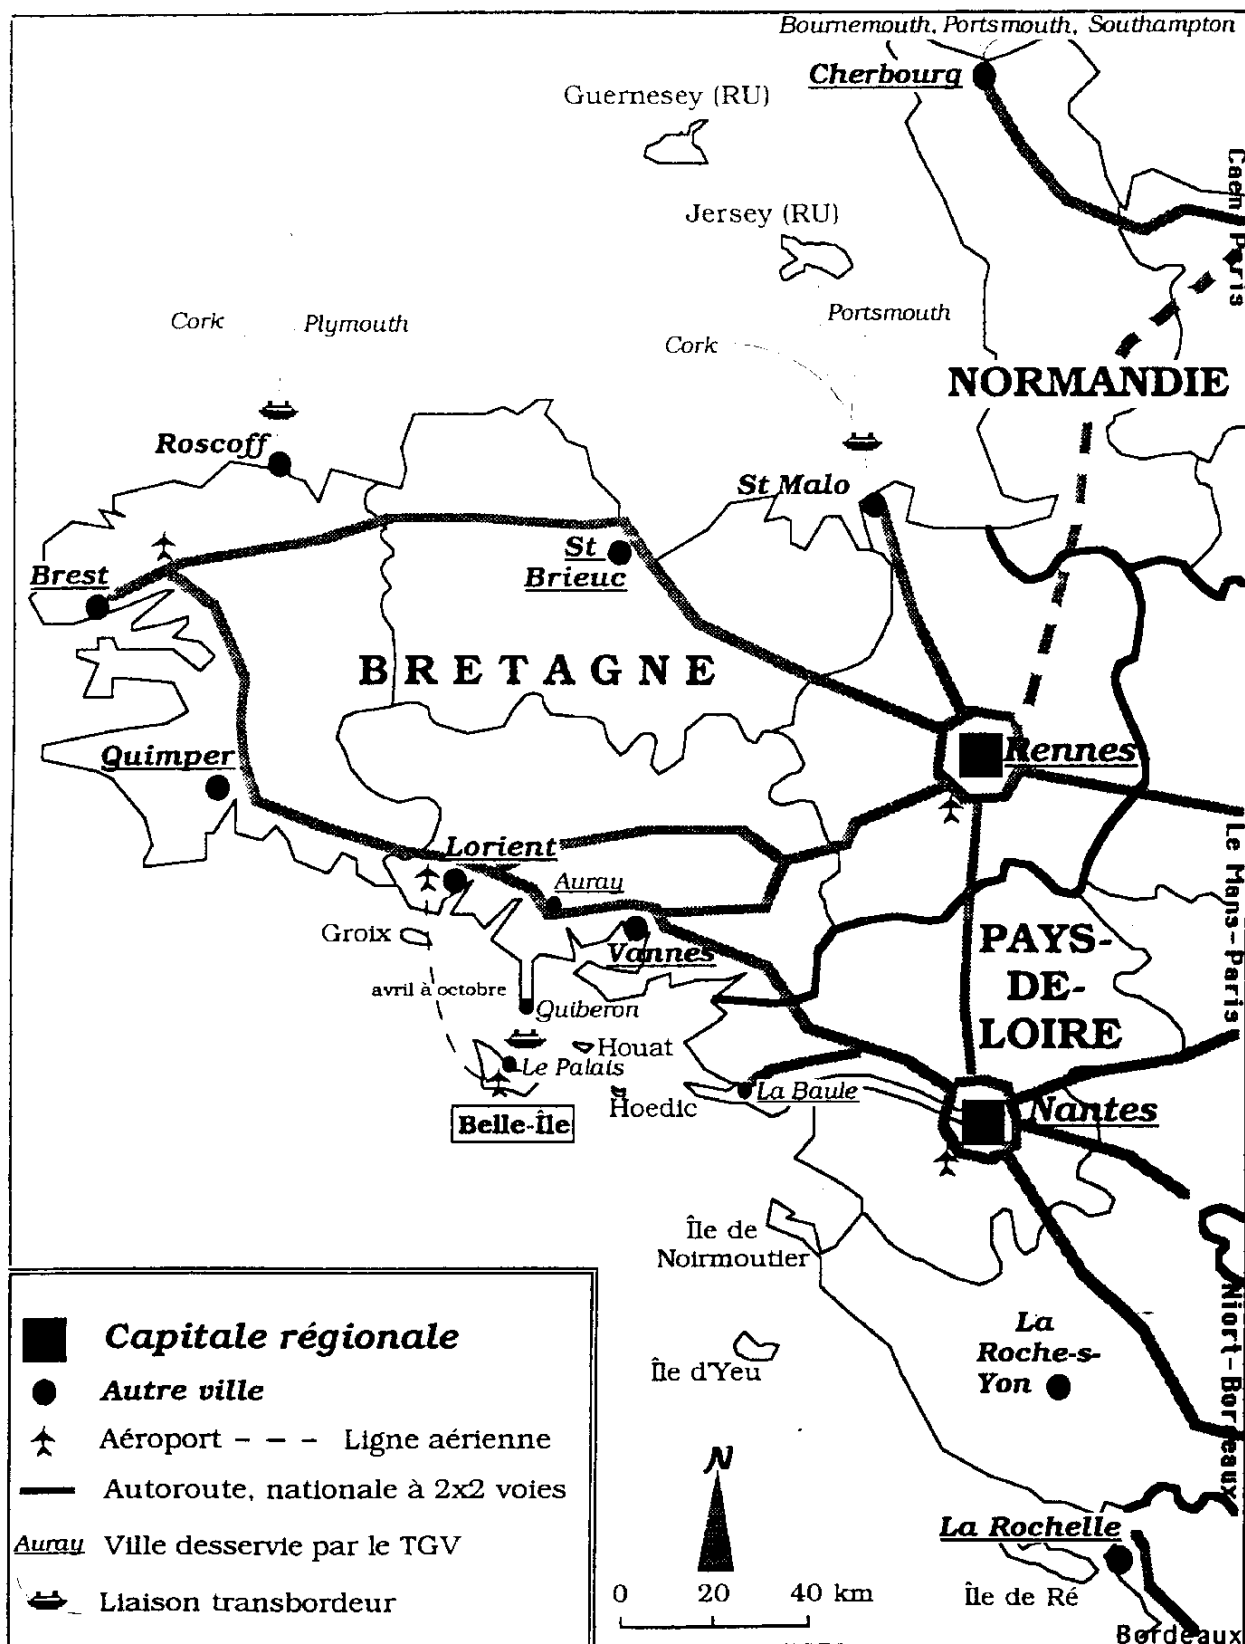 Bournemouth, Portsmouth, Southampton
Cherbourg
Guernesey (RU)
Caen-Paris
Jersey (RU)
Portsmouth
Cork
Plymouth
Cork
NORMANDIE
Roscoff
St Malo
St
Brieuc
Brest
BRETAGNE
Quimper
Rennes
Lorient
Auray
Le Mans-Paris
Groix
Vannes
PAYS-
DE-
LOIRE
avril à octobre
Quiberon
Houat
Le Palais
La Baule
Nantes
Hoedic
Belle-Île
Île de
Noirmoutier
Niort-Bordeaux
La
Roche-s-
Yon
Île d'Yeu
Capitale régionale
Autre ville
Aéroport - - - Ligne aérienne
Autoroute, nationale à 2x2 voies
Auray Ville desservie par le TGV
Liaison transbordeur
N
0 20 40 km
La Rochelle
Île de Ré
Bordeaux